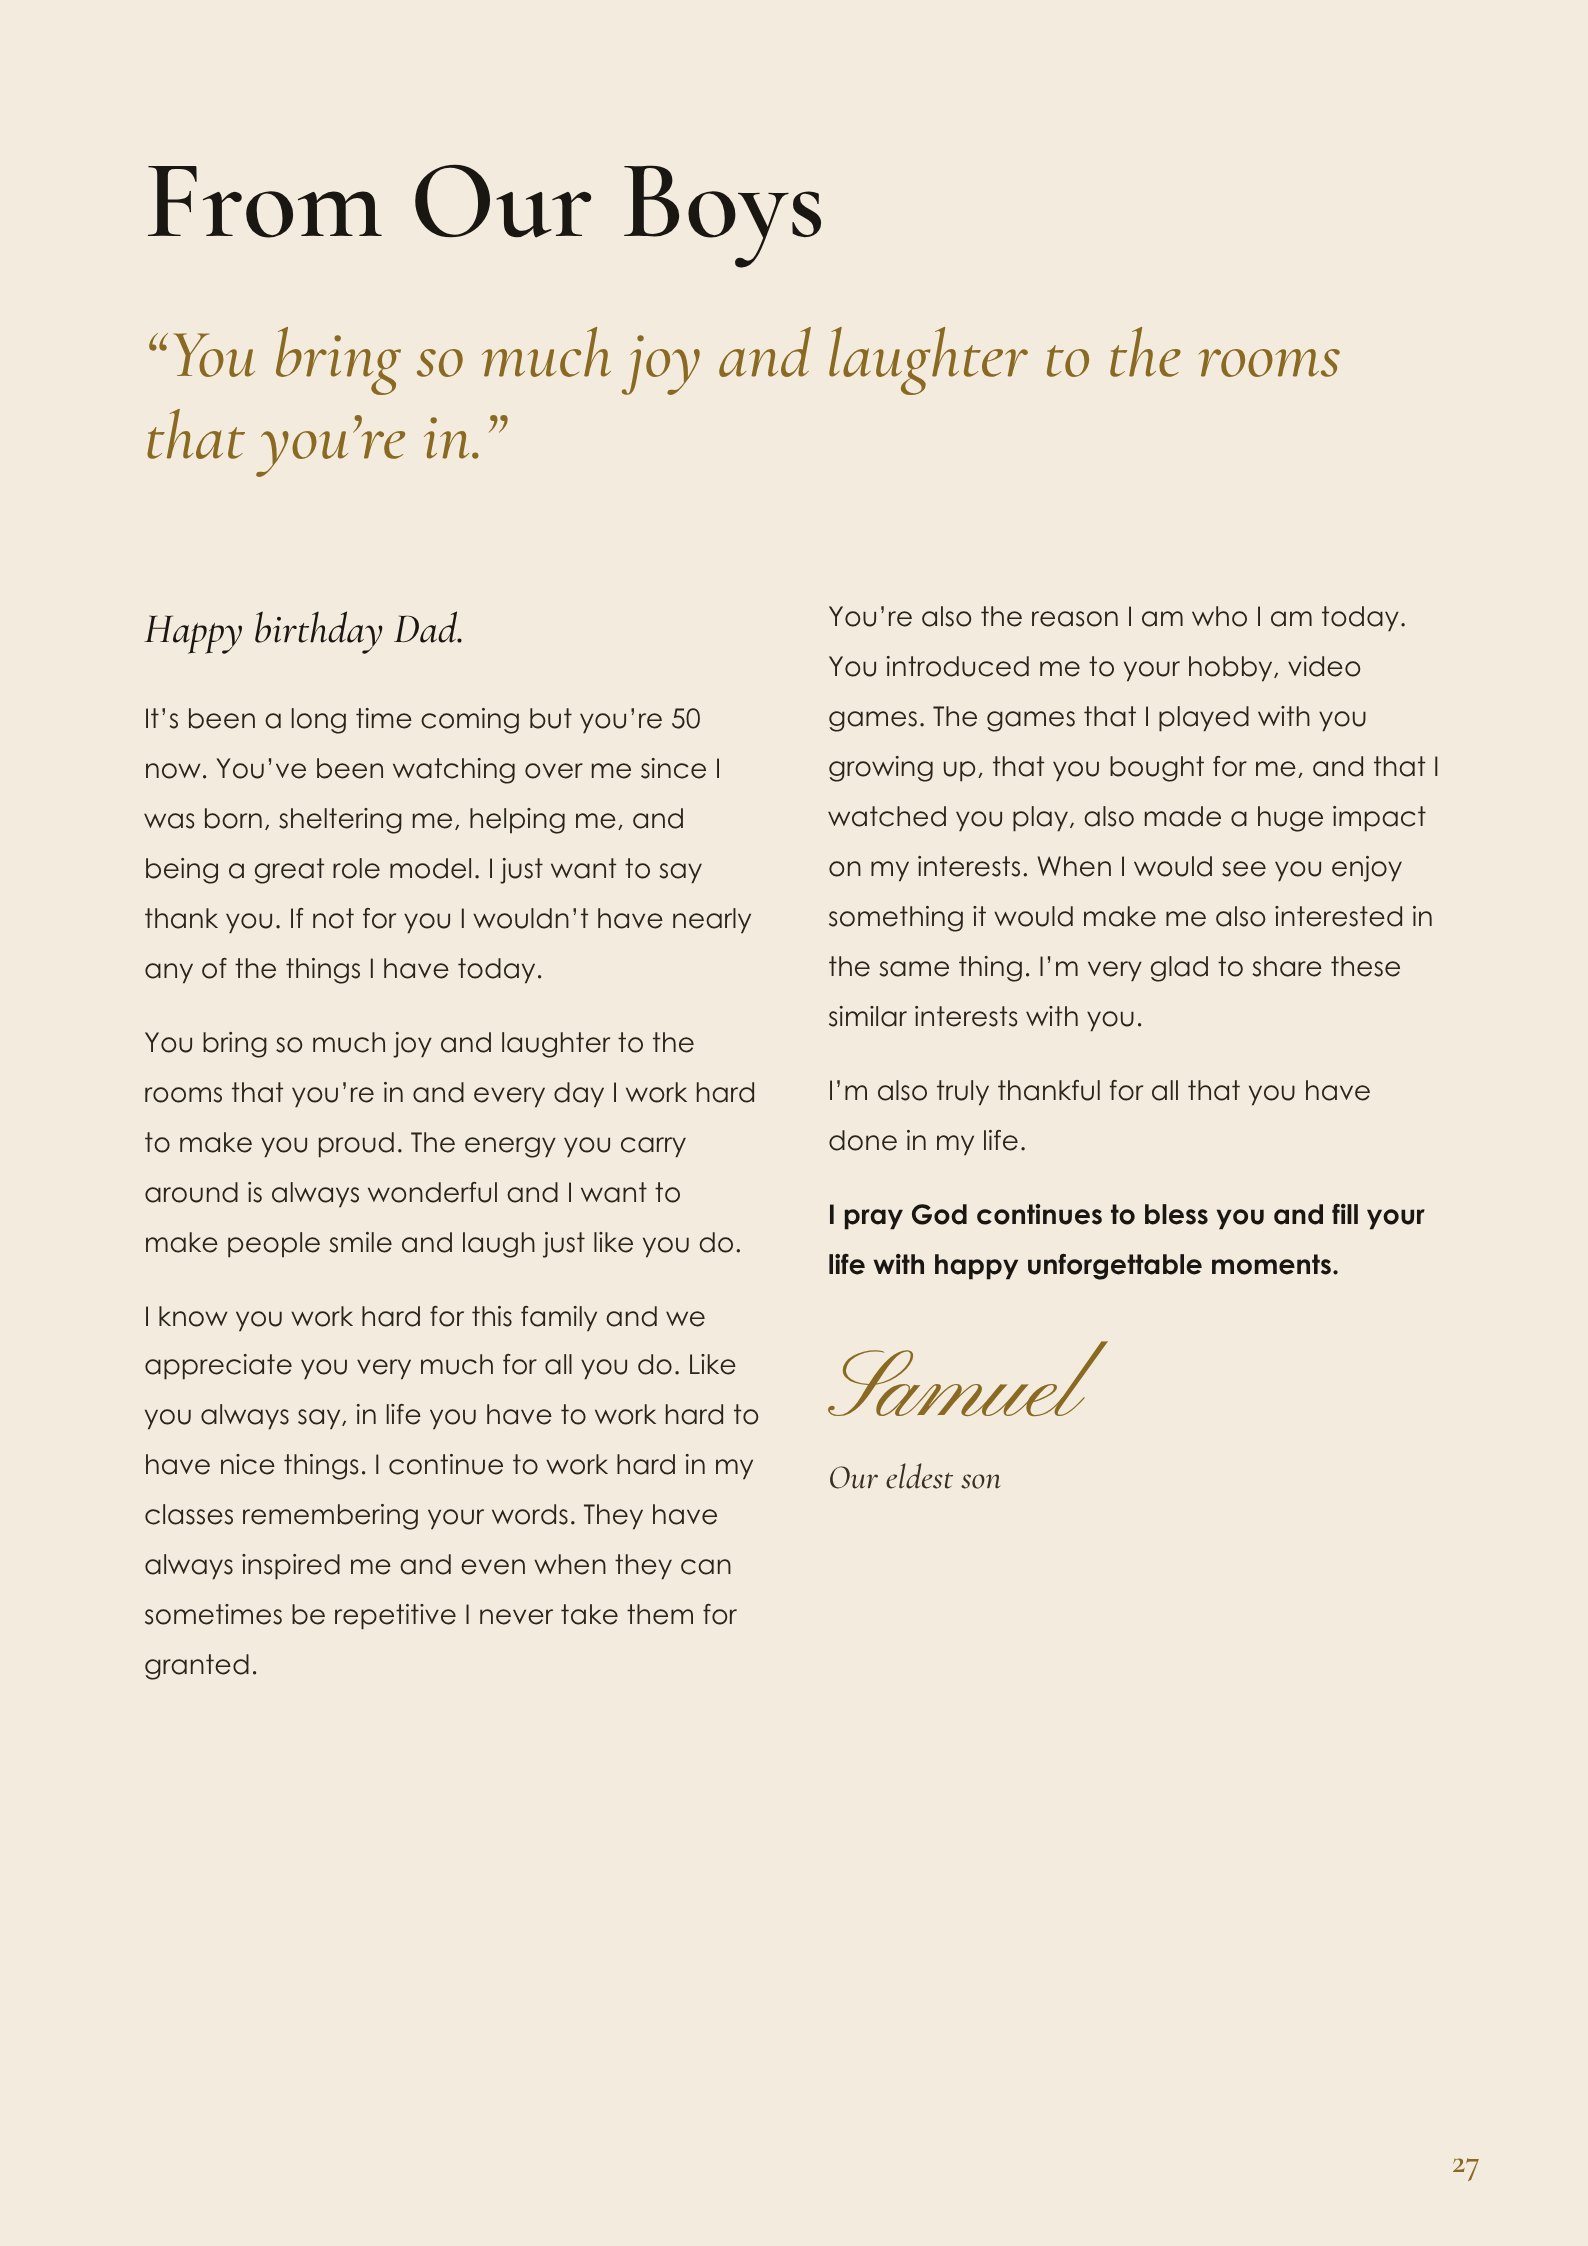 From Our Boys
“You bring so much joy and laughter to the rooms
that you’re in.”
Happy birthday Dad.
It’s been a long time coming but you’re 50
now. You’ve been watching over me since I
was born, sheltering me, helping me, and
being a great role model. I just want to say
thank you. If not for you I wouldn’t have nearly
any of the things I have today.
You bring so much joy and laughter to the
rooms that you’re in and every day I work hard
to make you proud. The energy you carry
around is always wonderful and I want to
make people smile and laugh just like you do.
I know you work hard for this family and we
appreciate you very much for all you do. Like
you always say, in life you have to work hard to
have nice things. I continue to work hard in my
classes remembering your words. They have
always inspired me and even when they can
sometimes be repetitive I never take them for
granted.
You’re also the reason I am who I am today.
You introduced me to your hobby, video
games. The games that I played with you
growing up, that you bought for me, and that I
watched you play, also made a huge impact
on my interests. When I would see you enjoy
something it would make me also interested in
the same thing. I’m very glad to share these
similar interests with you.
I’m also truly thankful for all that you have
done in my life.
I pray God continues to bless you and fill your
life with happy unforgettable moments.
Samuel
Our eldest son
27